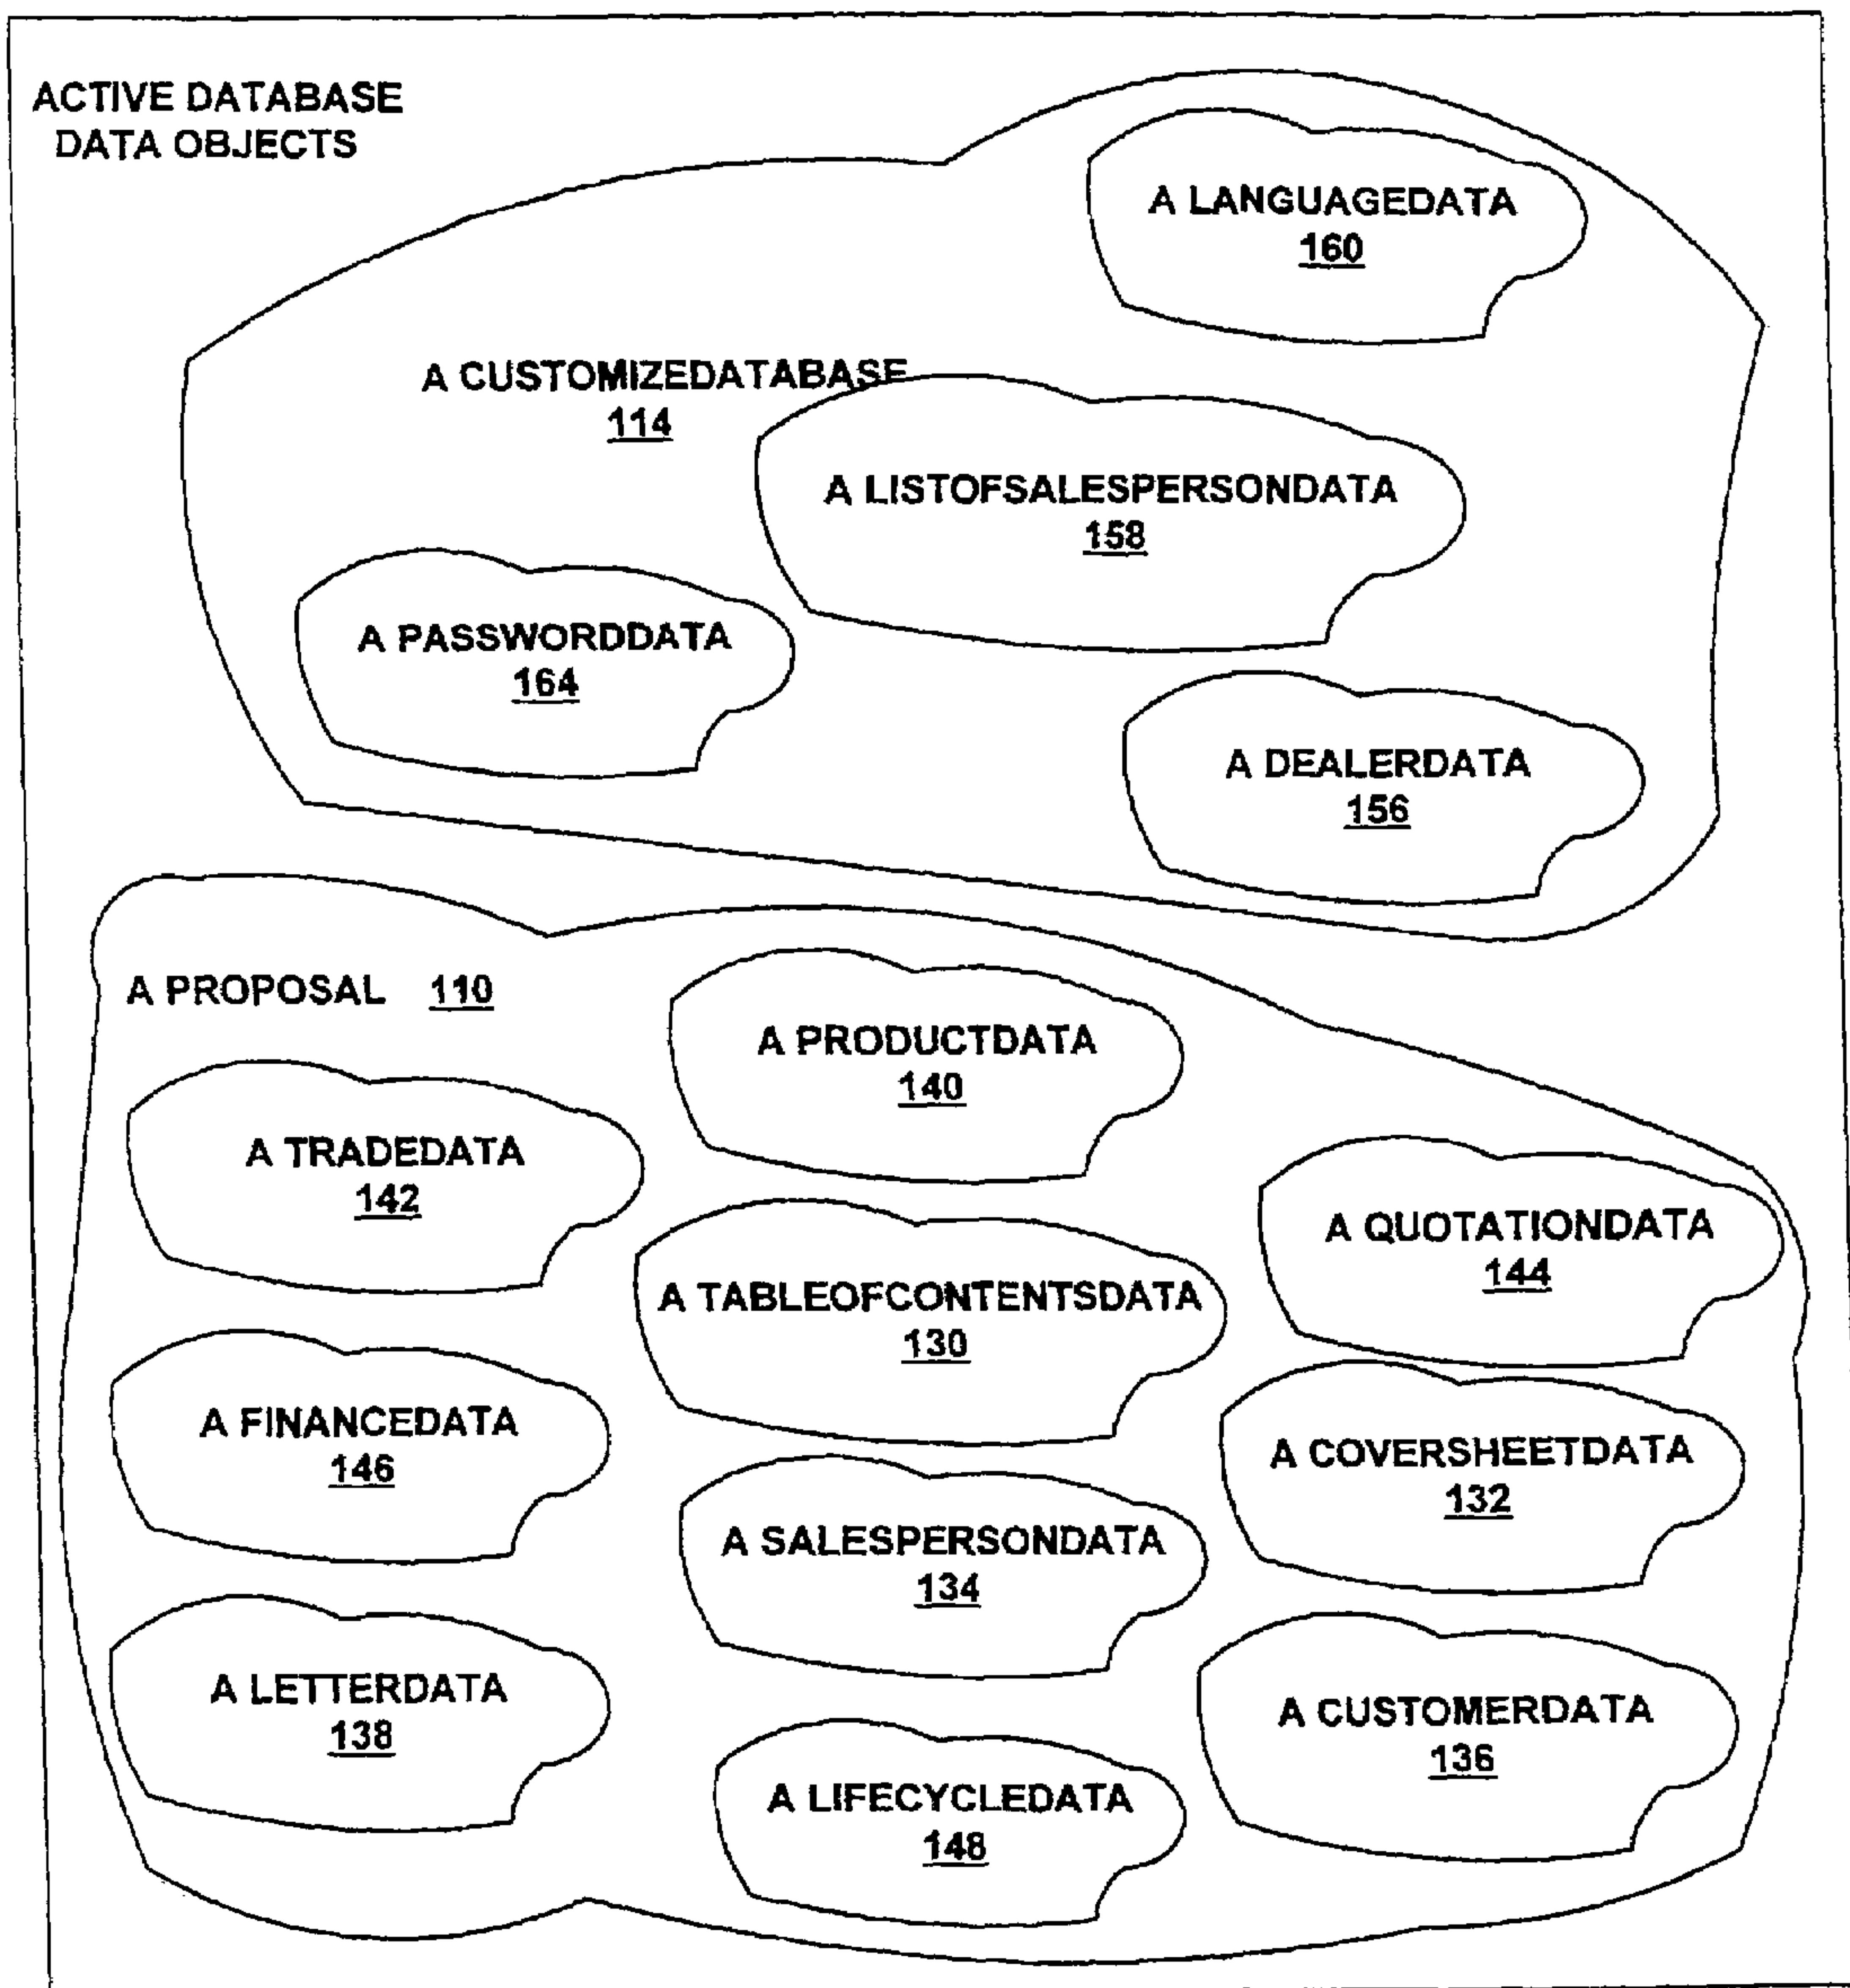 ACTIVE DATABASE
DATA OBJECTS
A LANGUAGEDATA
160
A CUSTOMIZEDATABASE
114
A LISTOFSALESPERSONDATA
158
A PASSWORDDATA
164
A DEALERDATA
156
A PROPOSAL 110
A PRODUCTDATA
140
A TRADEDATA
142
A QUOTATIONDATA
144
A TABLEOFCONTENTSDATA
130
A FINANCEDATA
146
A COVERSHEETDATA
132
A SALESPERSONDATA
134
A LETTERDATA
138
A CUSTOMERDATA
136
A LIFECYCLEDATA
148